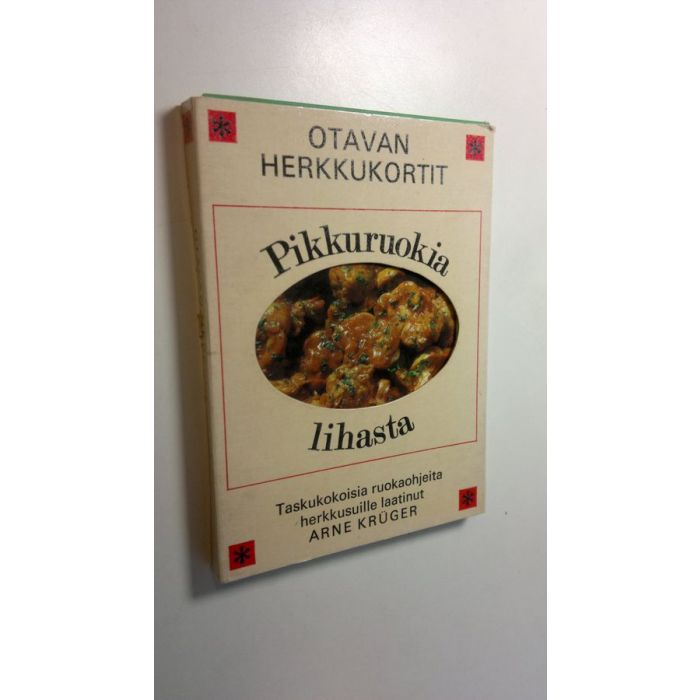 OTAVAN
HERKKUKORTIT
Pikkuruokia
lihasta
Taskukokoisia ruokaohjeita
herkkusuille laatinut
ARNE KRÜGER